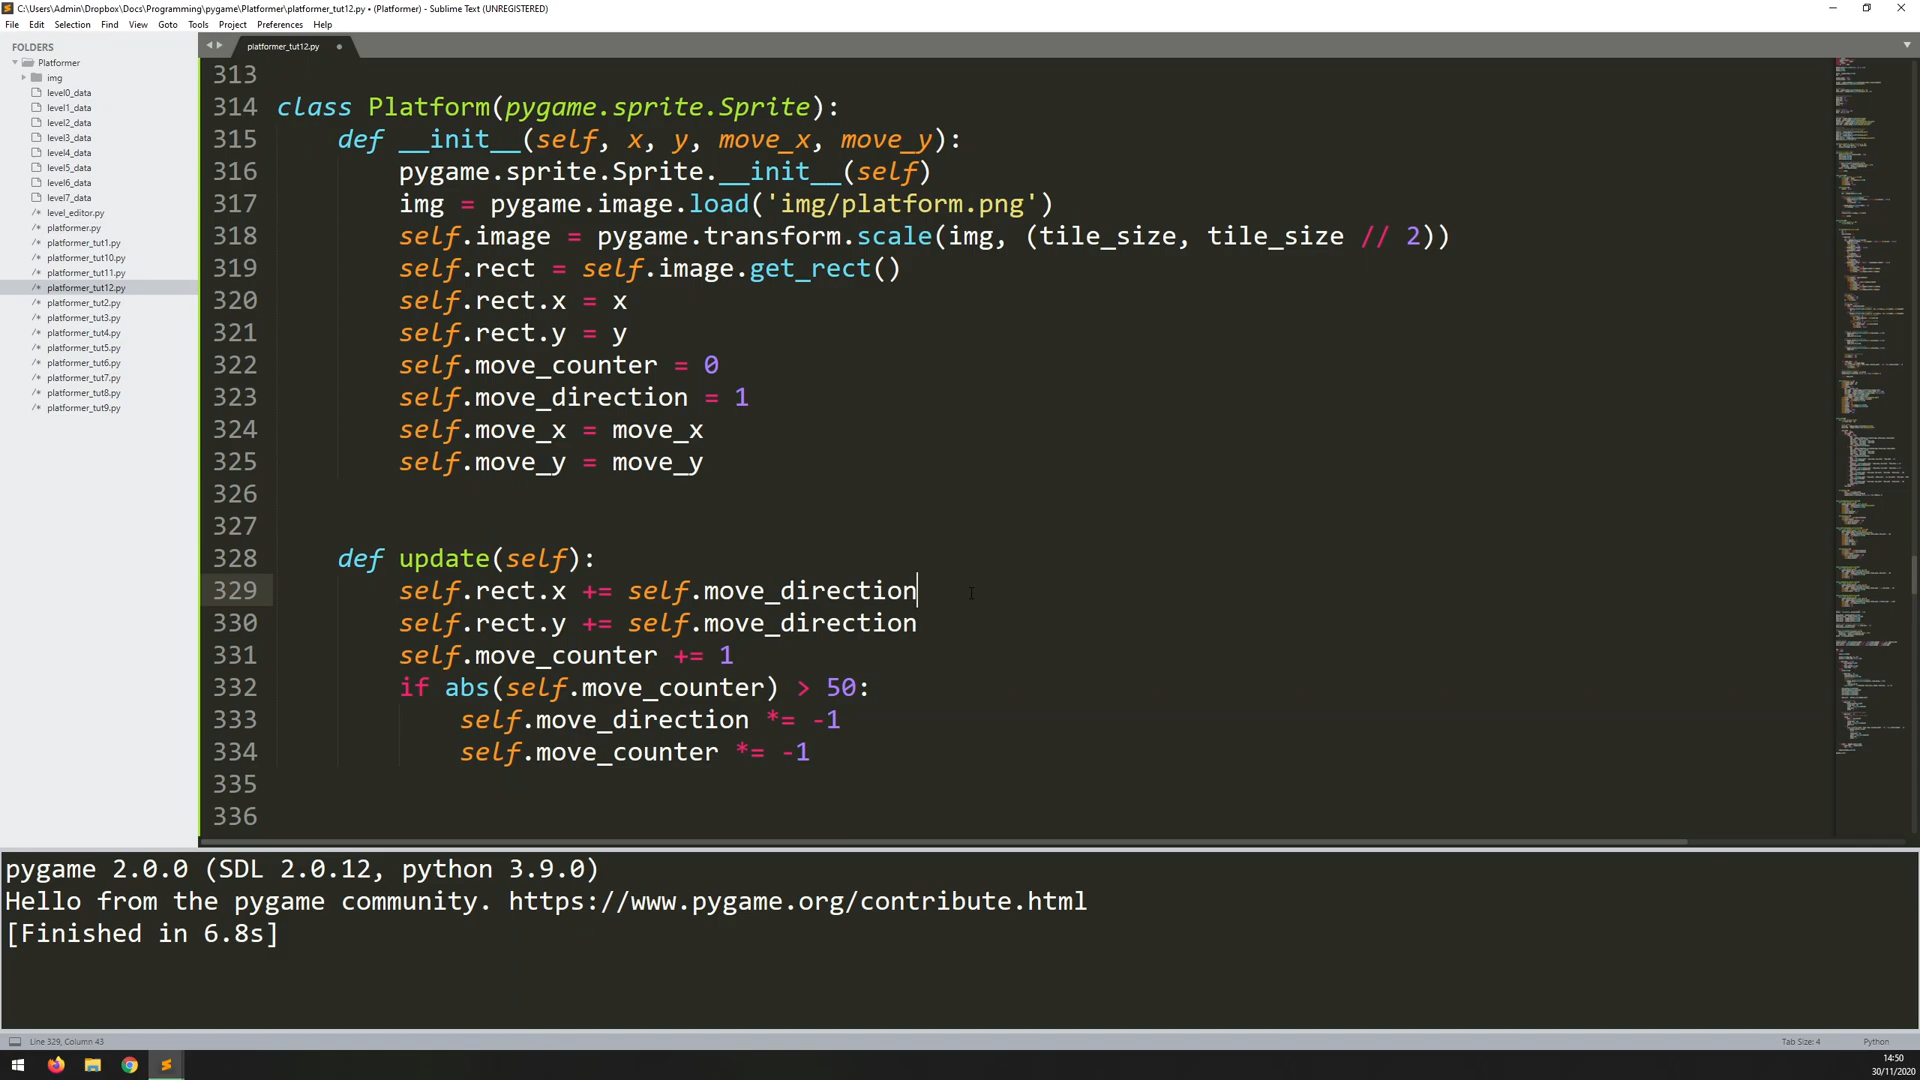 C:\Users\Admin\Dropbox\Docs\Programming\pygame\Platformer\platformer_tut12.py • (Platformer) - Sublime Text (UNREGISTERED)
File Edit Selection Find View Goto Tools Project Preferences Help
FOLDERS
Platformer
img
level0_data
level1_data
level2_data
level3_data
level4_data
level5_data
level6_data
level7_data
/* level_editor.py
/* platformer.py
/* platformer_tut1.py
/* platformer_tut10.py
/* platformer_tut11.py
/* platformer_tut12.py
/* platformer_tut2.py
/* platformer_tut3.py
/* platformer_tut4.py
/* platformer_tut5.py
/* platformer_tut6.py
/* platformer_tut7.py
/* platformer_tut8.py
/* platformer_tut9.py
platformer_tut12.py
313
314 class Platform(pygame.sprite.Sprite):
315     def __init__(self, x, y, move_x, move_y):
316         pygame.sprite.Sprite.__init__(self)
317         img = pygame.image.load('img/platform.png')
318         self.image = pygame.transform.scale(img, (tile_size, tile_size // 2))
319         self.rect = self.image.get_rect()
320         self.rect.x = x
321         self.rect.y = y
322         self.move_counter = 0
323         self.move_direction = 1
324         self.move_x = move_x
325         self.move_y = move_y
326
327
328     def update(self):
329         self.rect.x += self.move_direction
330         self.rect.y += self.move_direction
331         self.move_counter += 1
332         if abs(self.move_counter) > 50:
333             self.move_direction *= -1
334             self.move_counter *= -1
335
336
pygame 2.0.0 (SDL 2.0.12, python 3.9.0)
Hello from the pygame community. https://www.pygame.org/contribute.html
[Finished in 6.8s]
Line 329, Column 43
Tab Size: 4
Python
14:50
30/11/2020